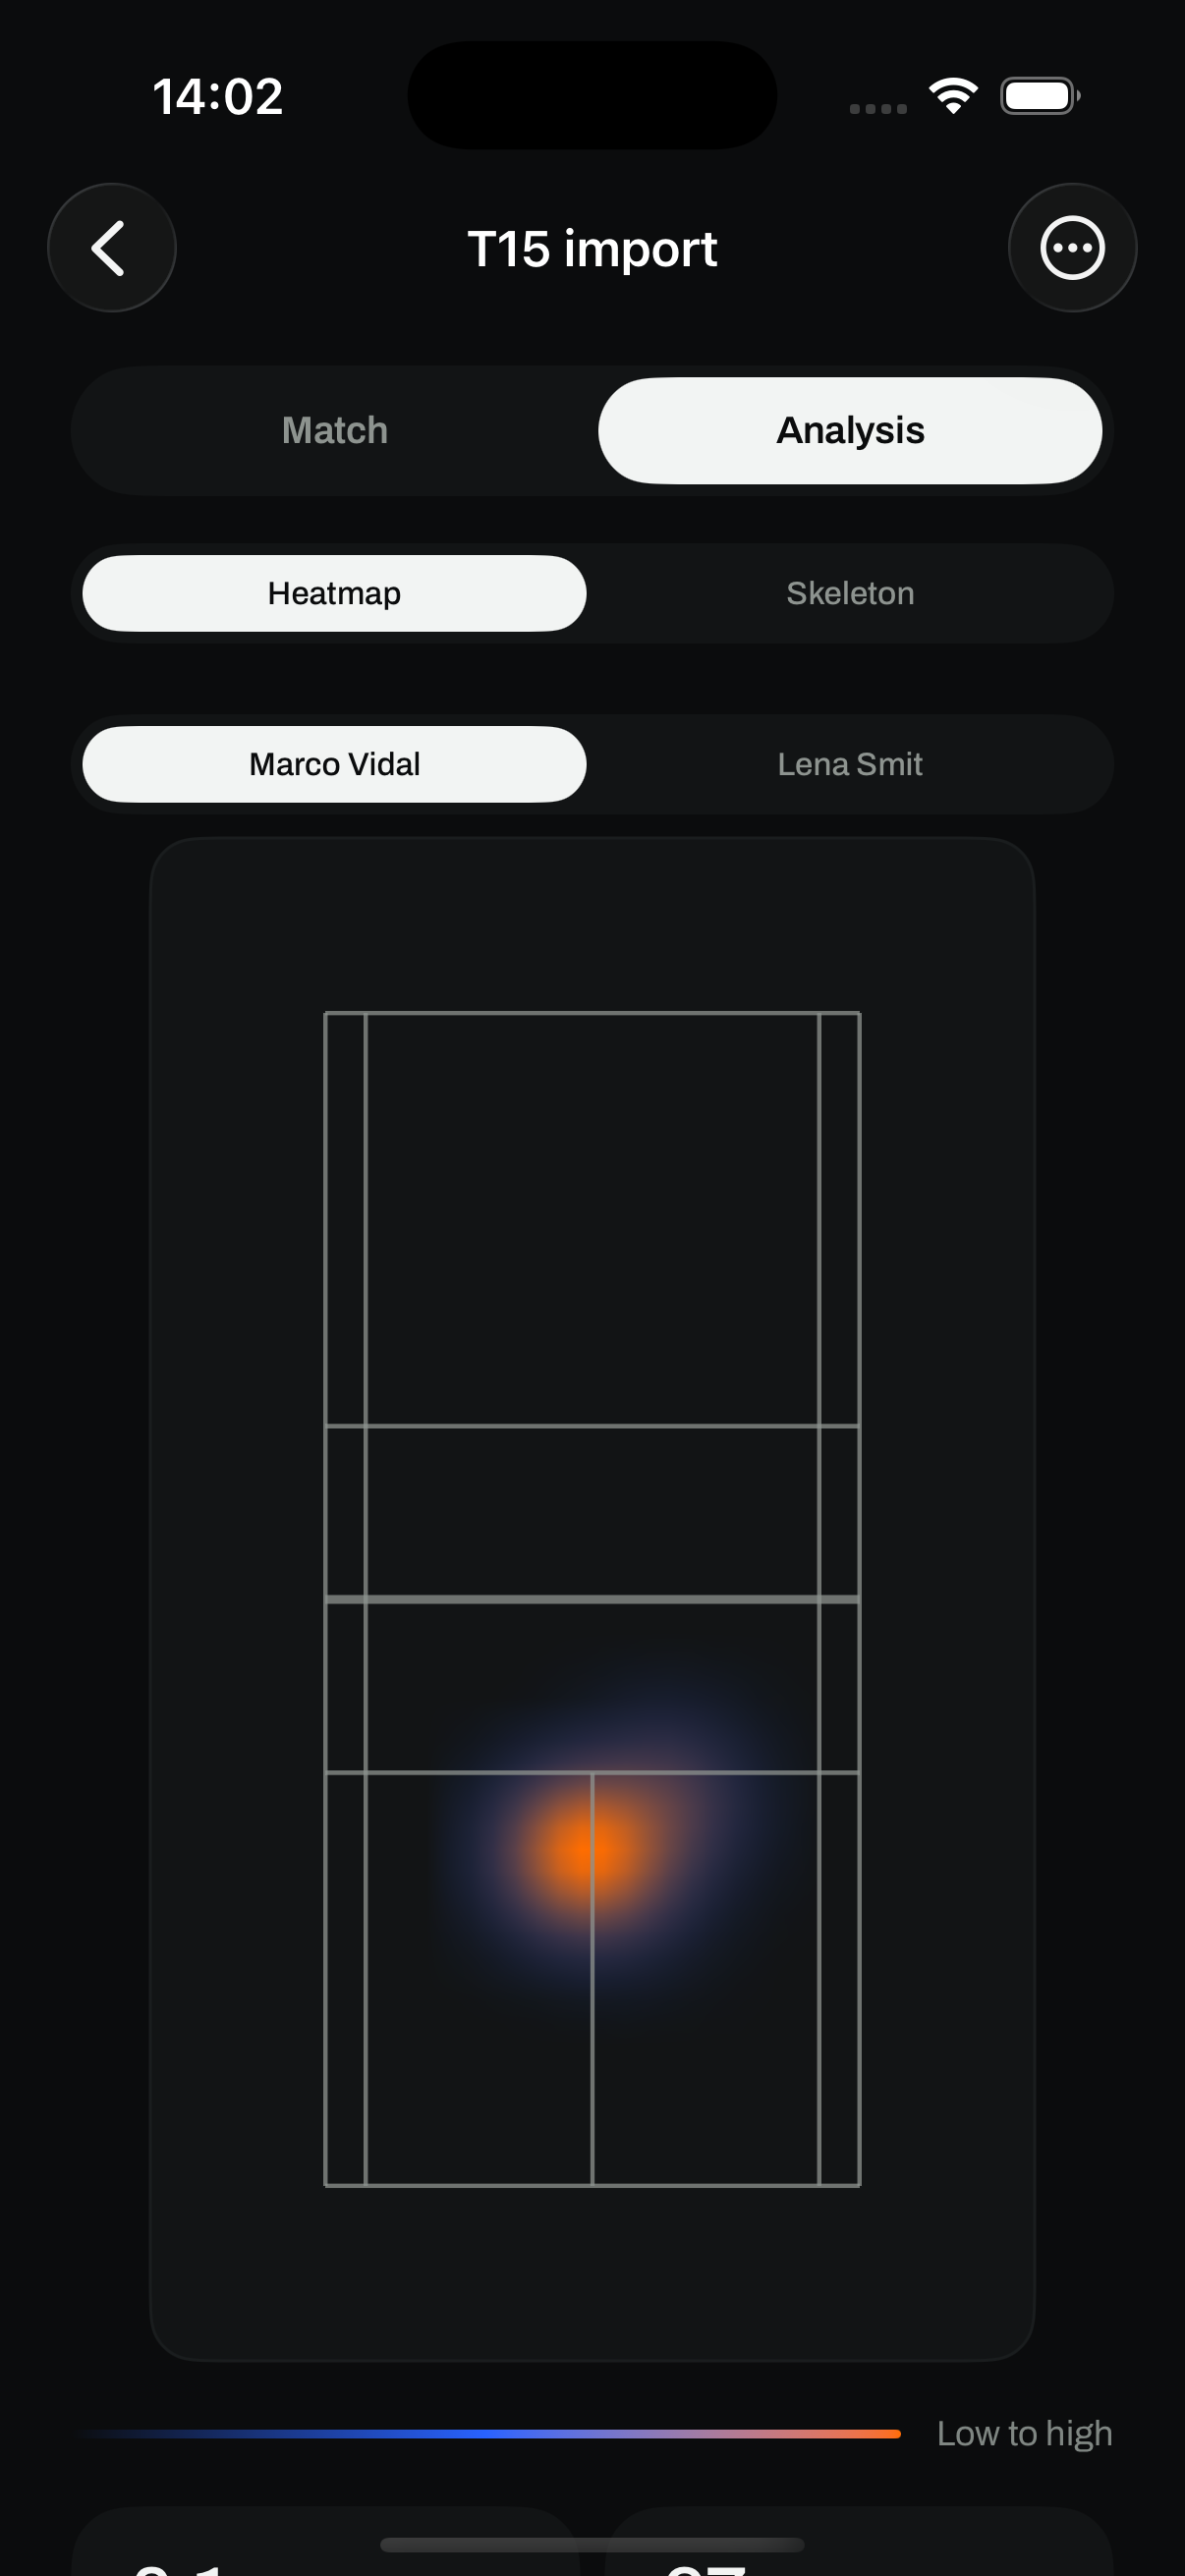 14:02
T15 import
Match
Analysis
Heatmap
Skeleton
Marco Vidal
Lena Smit
Low to high